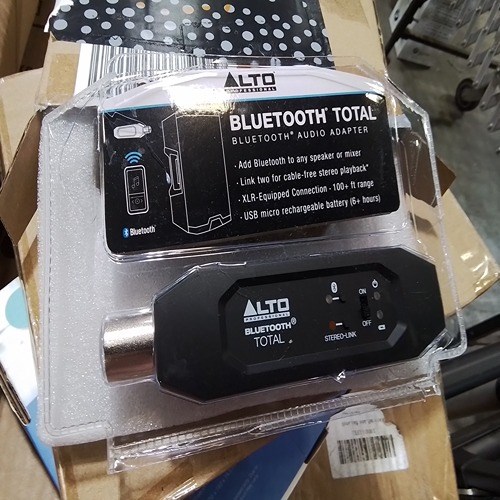 ALTO
PROFESSIONAL
BLUETOOTH® TOTAL
BLUETOOTH® AUDIO ADAPTER
· Add Bluetooth to any speaker or mixer
· Link two for cable-free stereo playback*
· XLR-Equipped Connection - 100+ ft range
· USB micro rechargeable battery (6+ hours)
Bluetooth®
ALTO
PROFESSIONAL
BLUETOOTH®
TOTAL
ON
OFF
STEREO-LINK